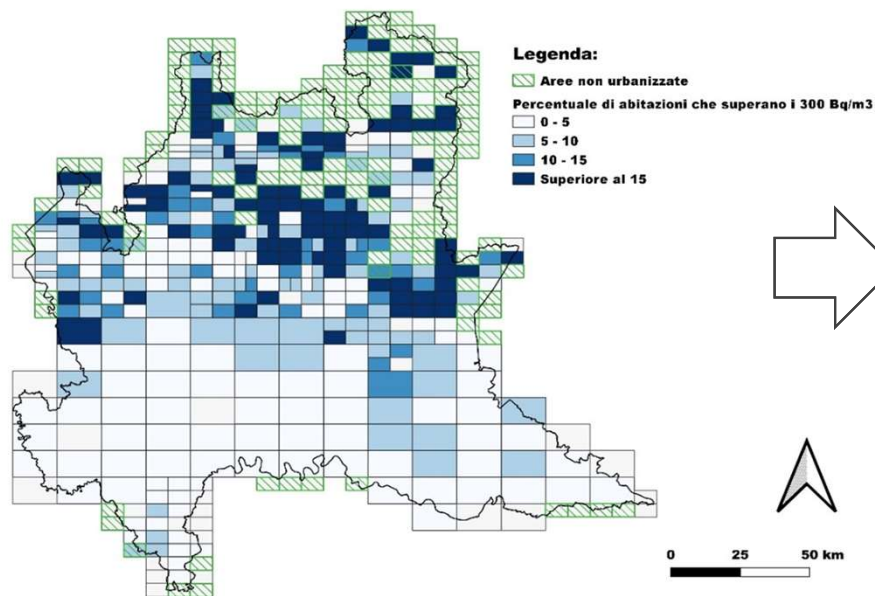 Legenda:
Aree non urbanizzate
Percentuale di abitazioni che superano i 300 Bq/m3
0 - 5
5 - 10
10 - 15
Superiore al 15
0 25 50 km